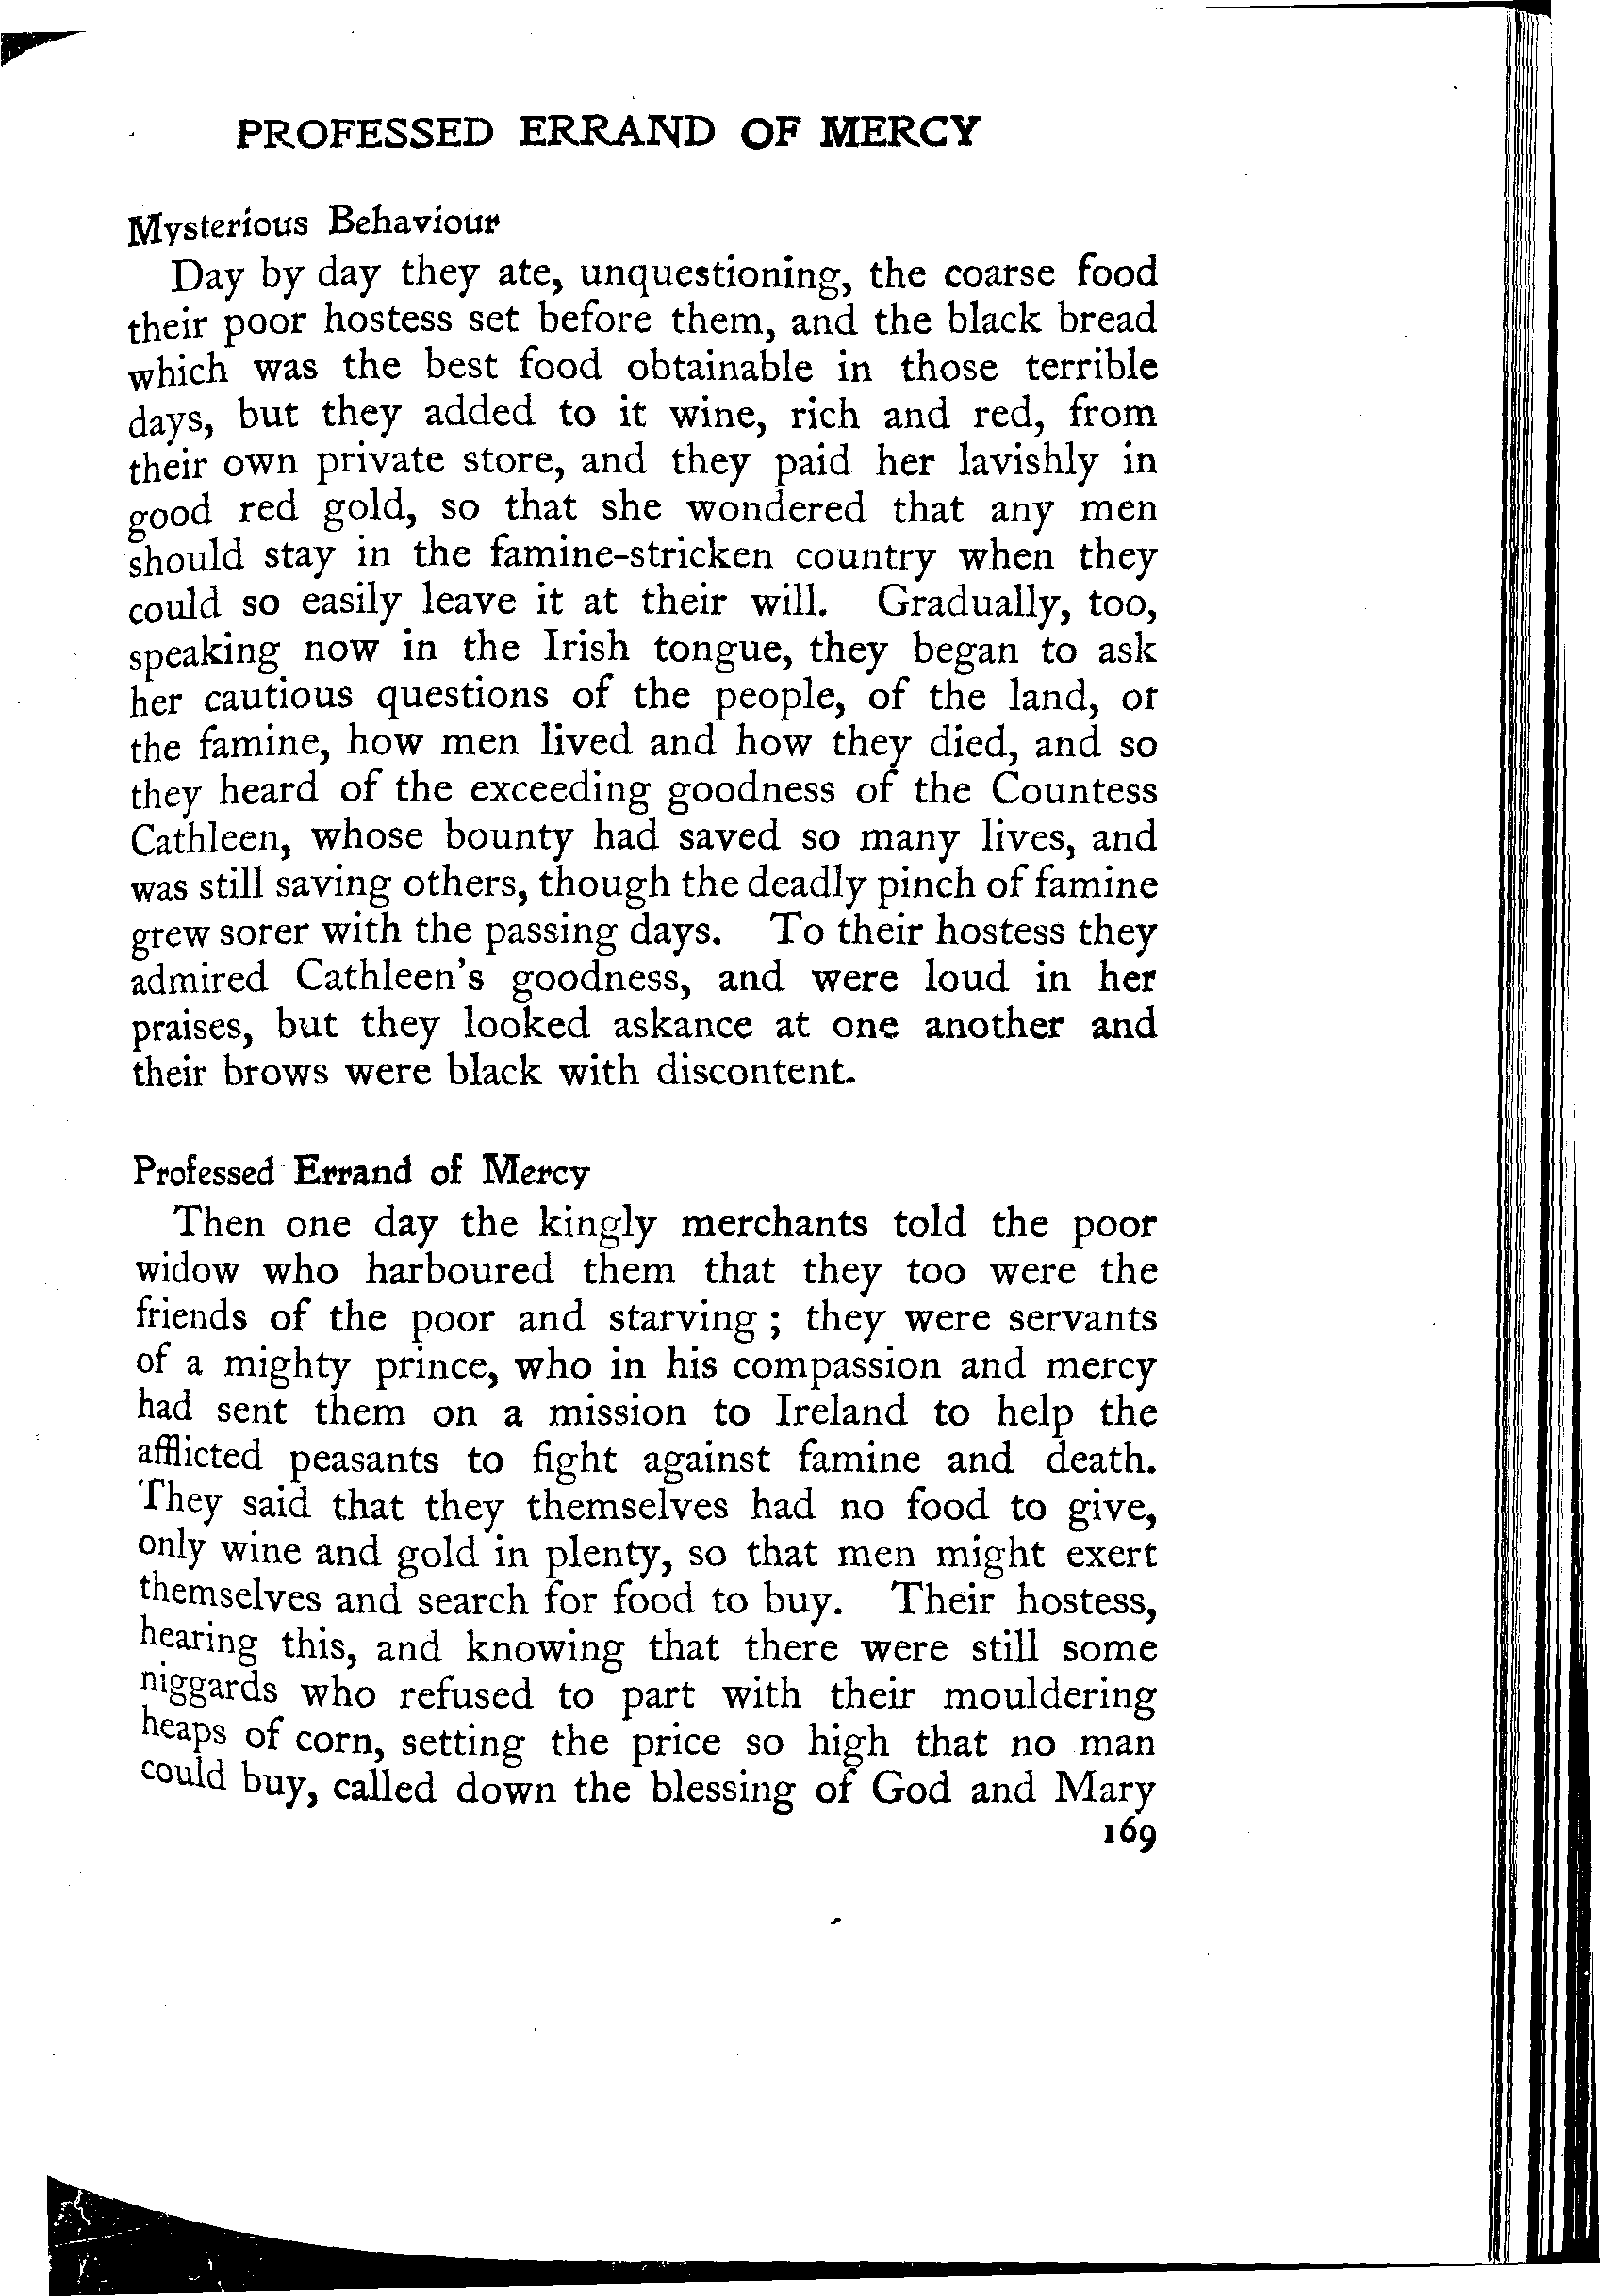 PROFESSED ERRAND OF MERCY
Mysterious Behaviour
Day by day they ate, unquestioning, the coarse food
their poor hostess set before them, and the black bread
which was the best food obtainable in those terrible
days, but they added to it wine, rich and red, from
their own private store, and they paid her lavishly in
good red gold, so that she wondered that any men
should stay in the famine-stricken country when they
could so easily leave it at their will. Gradually, too,
speaking now in the Irish tongue, they began to ask
her cautious questions of the people, of the land, or
the famine, how men lived and how they died, and so
they heard of the exceeding goodness of the Countess
Cathleen, whose bounty had saved so many lives, and
was still saving others, though the deadly pinch of famine
grew sorer with the passing days. To their hostess they
admired Cathleen's goodness, and were loud in her
praises, but they looked askance at one another and
their brows were black with discontent.
Professed Errand of Mercy
Then one day the kingly merchants told the poor
widow who harboured them that they too were the
friends of the poor and starving; they were servants
of a mighty prince, who in his compassion and mercy
had sent them on a mission to Ireland to help the
afflicted peasants to fight against famine and death.
They said that they themselves had no food to give,
only wine and gold in plenty, so that men might exert
themselves and search for food to buy. Their hostess,
hearing this, and knowing that there were still some
niggards who refused to part with their mouldering
heaps of corn, setting the price so high that no man
could buy, called down the blessing of God and Mary
169